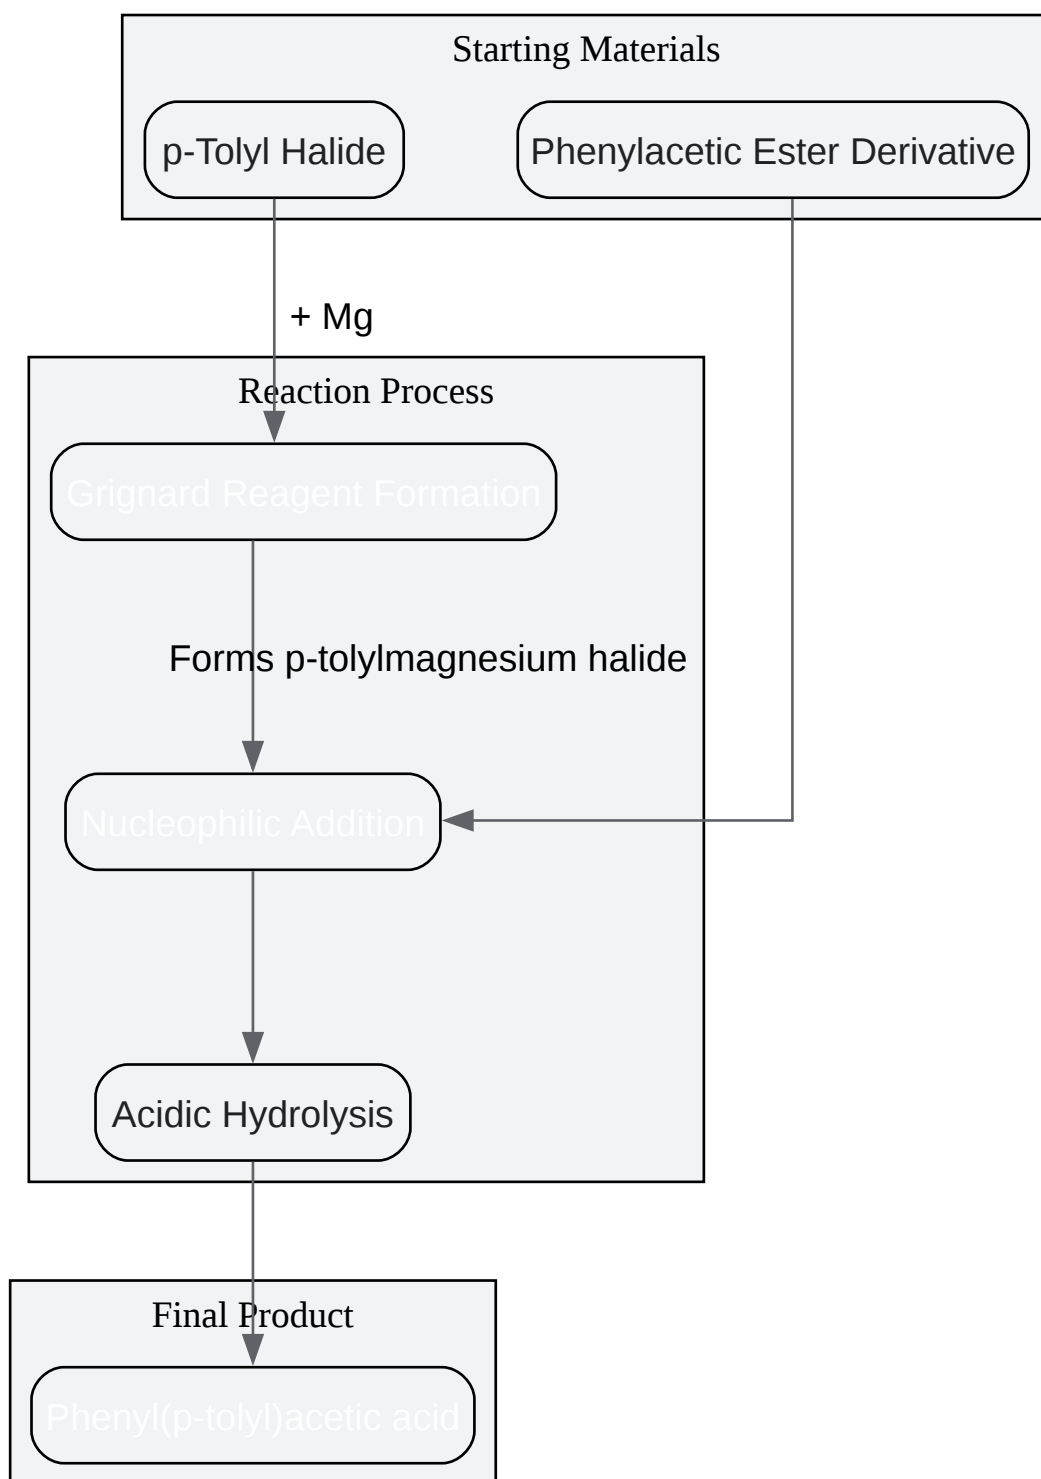 Starting Materials
p-Tolyl Halide
Phenylacetic Ester Derivative
+ Mg
Reaction Process
Grignard Reagent Formation
Forms p-tolylmagnesium halide
Nucleophilic Addition
Acidic Hydrolysis
Final Product
Phenyl(p-tolyl)acetic acid